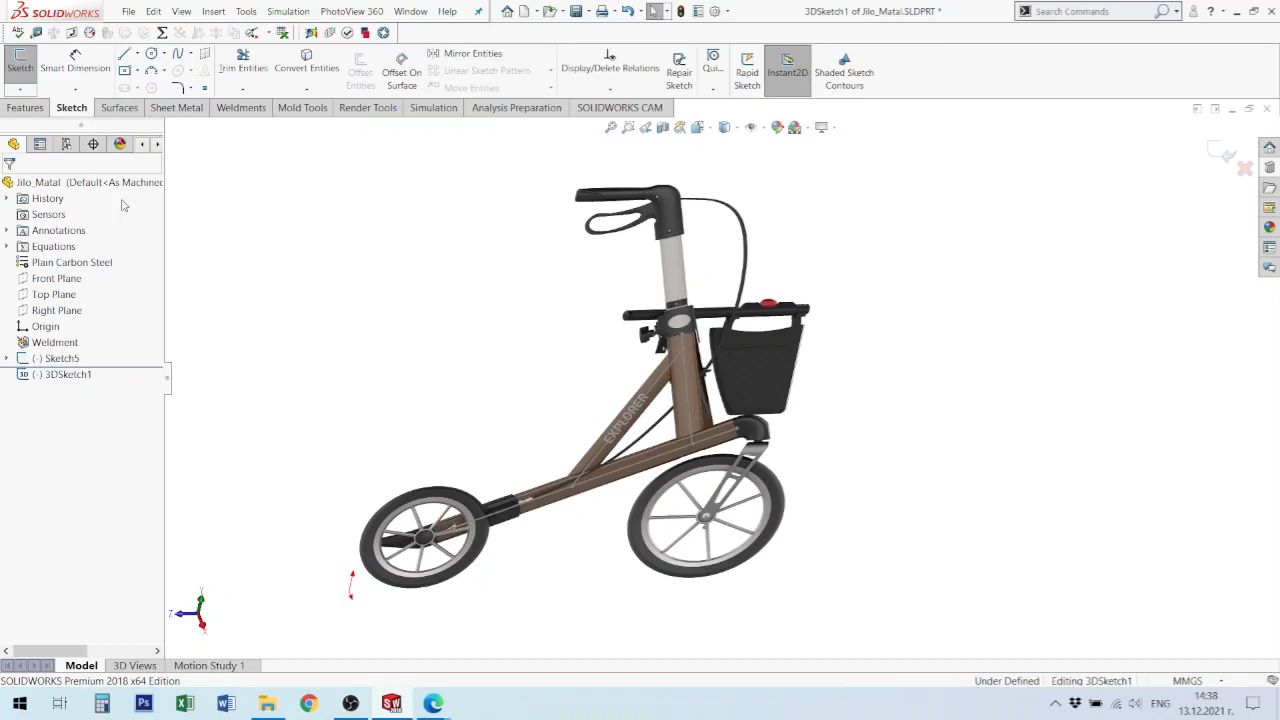 SOLIDWORKS File Edit View Insert Tools Simulation PhotoView 360 Window Help 3DSketch1 of Jilo_Matal.SLDPRT * Search Commands
Sketch Smart Dimension Trim Entities Convert Entities Offset Entities Offset On Surface Mirror Entities Linear Sketch Pattern Move Entities Display/Delete Relations Repair Sketch Qui... Rapid Sketch Instant2D Shaded Sketch Contours
Features Sketch Surfaces Sheet Metal Weldments Mold Tools Render Tools Simulation Analysis Preparation SOLIDWORKS CAM
Jilo_Matal (Default<As Machined
History
Sensors
Annotations
Equations
Plain Carbon Steel
Front Plane
Top Plane
Right Plane
Origin
Weldment
(-) Sketch5
3D (-) 3DSketch1
EXPLORER
Y
Z
X
Model 3D Views Motion Study 1
SOLIDWORKS Premium 2018 x64 Edition Under Defined Editing 3DSketch1 MMGS
ENG 14:38
13.12.2021 г.